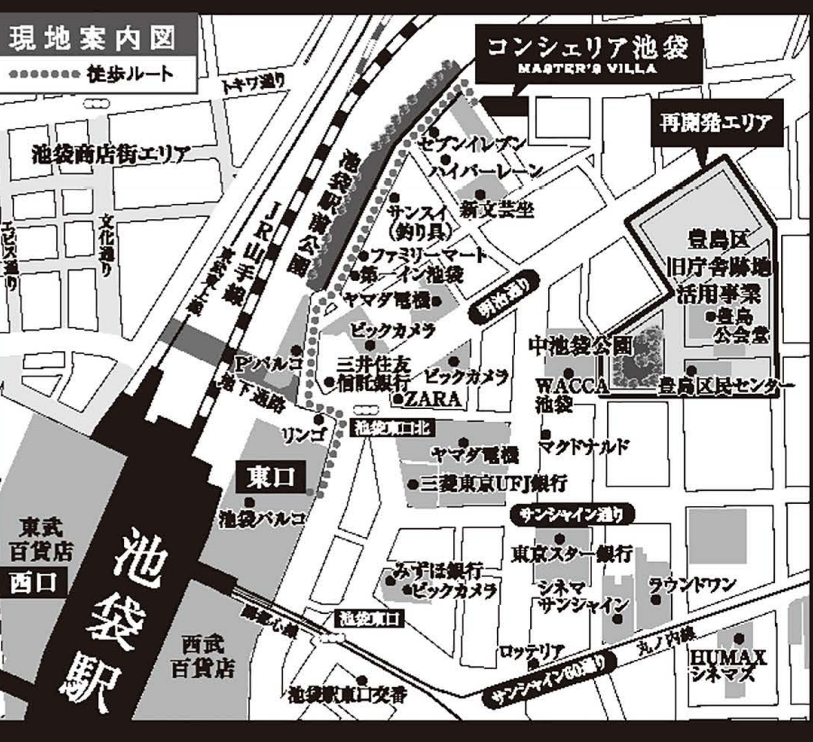 現地案内図
徒歩ルート
コンシェリア池袋
MASTER'S VILLA
再開発エリア
トキワ通り
池袋商店街エリア
エビス通り
文化通り
東武東上線
JR山手線
池袋駅前公園
セブンイレブン
ハイパーレーン
新文芸坐
サンスイ
(釣り具)
ファミリーマート
第一イン池袋
ヤマダ電機
明治通り
豊島区
旧庁舎跡地
活用事業
豊島
公会堂
ビックカメラ
P'パルコ
三井住友
信託銀行
ビックカメラ
中池袋公園
WACCA
池袋
豊島区民センター
地下通路
ZARA
リンゴ
池袋東口北
ヤマダ電機
マクドナルド
東口
三菱東京UFJ銀行
池袋パルコ
サンシャイン通り
東武
百貨店
西口
池袋駅
東京スター銀行
みずほ銀行
ビックカメラ
シネマ
サンシャイン
ラウンドワン
副都心線
池袋東口
西武
百貨店
ロッテリア
丸ノ内線
HUMAX
シネマズ
池袋駅東口交番
サンシャイン60通り